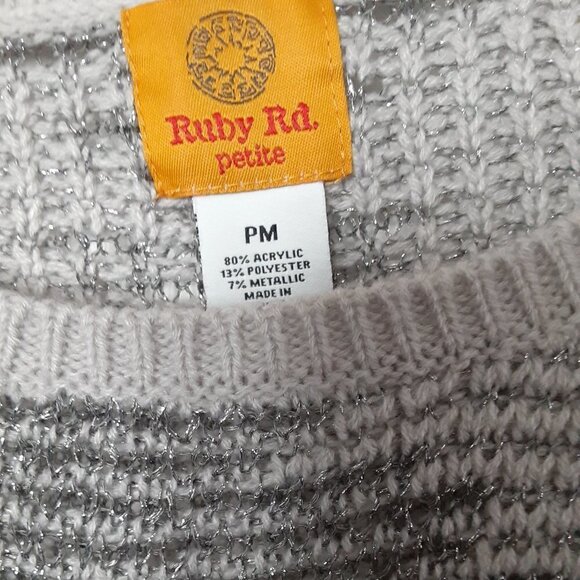 Ruby Rd.
petite
PM
80% ACRYLIC
13% POLYESTER
7% METALLIC
MADE IN